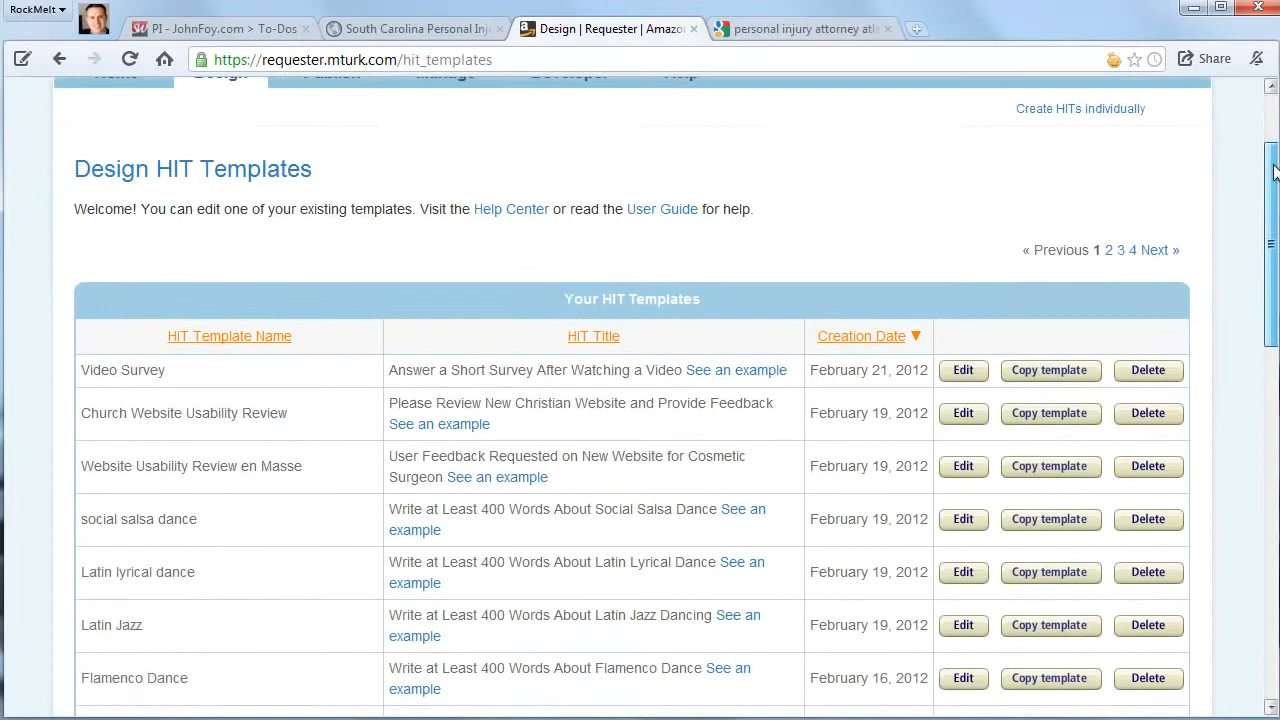 RockMelt
PI - JohnFoy.com > To-Dos
South Carolina Personal Inj
Design | Requester | Amazo
personal injury attorney atl
https://requester.mturk.com/hit_templates
Share
Home Design Publish Manage Developer Help
Create HITs individually
Design HIT Templates
Welcome! You can edit one of your existing templates. Visit the Help Center or read the User Guide for help.
« Previous 1 2 3 4 Next »
Your HIT Templates
HIT Template Name HIT Title Creation Date ▼
Video Survey Answer a Short Survey After Watching a Video See an example February 21, 2012 Edit Copy template Delete
Church Website Usability Review Please Review New Christian Website and Provide Feedback
See an example February 19, 2012 Edit Copy template Delete
Website Usability Review en Masse User Feedback Requested on New Website for Cosmetic
Surgeon See an example February 19, 2012 Edit Copy template Delete
social salsa dance Write at Least 400 Words About Social Salsa Dance See an
example February 19, 2012 Edit Copy template Delete
Latin lyrical dance Write at Least 400 Words About Latin Lyrical Dance See an
example February 19, 2012 Edit Copy template Delete
Latin Jazz Write at Least 400 Words About Latin Jazz Dancing See an
example February 19, 2012 Edit Copy template Delete
Flamenco Dance Write at Least 400 Words About Flamenco Dance See an
example February 16, 2012 Edit Copy template Delete